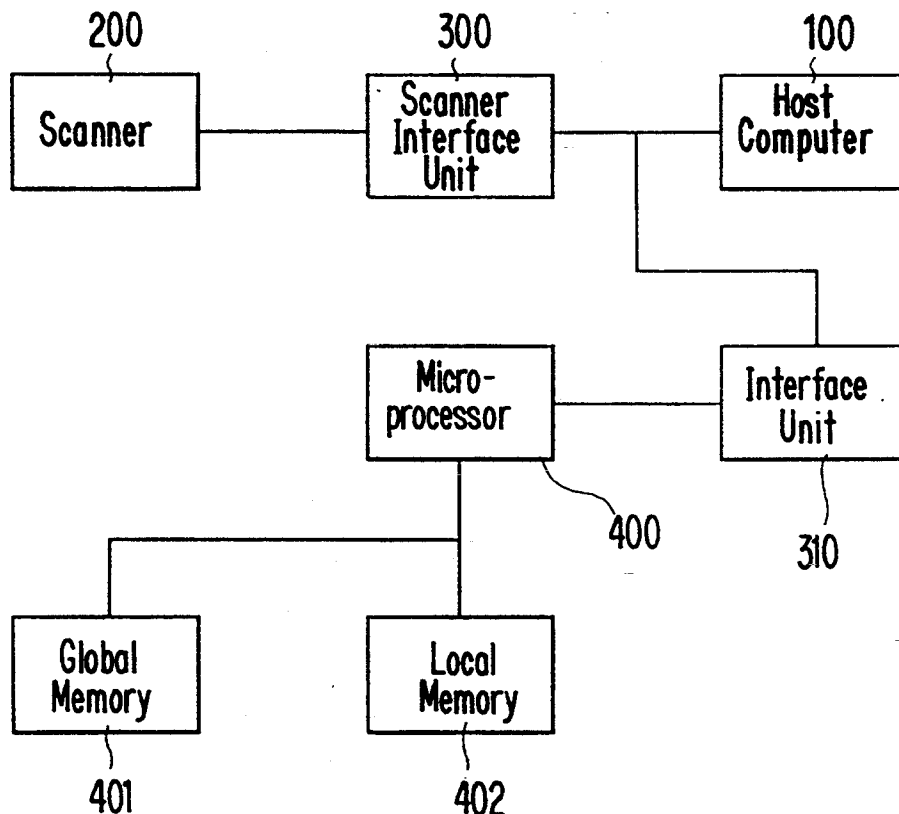 200
300
100
Scanner
Scanner
Interface
Unit
Host
Computer
Micro-
processor
Interface
Unit
400
310
Global
Memory
Local
Memory
401
402